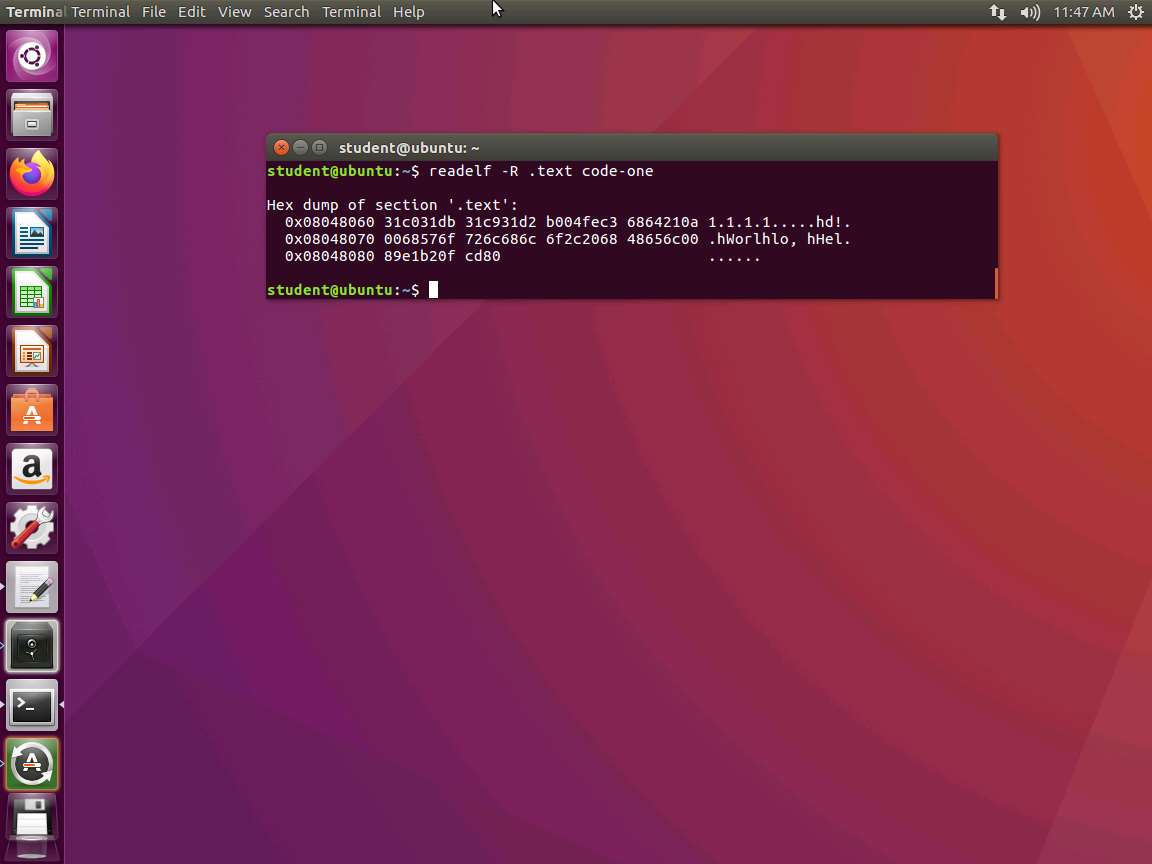 Terminal Terminal File Edit View Search Terminal Help 11:47 AM
student@ubuntu: ~
student@ubuntu:~$ readelf -R .text code-one
Hex dump of section '.text':
0x08048060 31c031db 31c931d2 b004fec3 6864210a 1.1.1.1.....hd!.
0x08048070 0068576f 726c686c 6f2c2068 48656c00 .hWorlhlo, hHel.
0x08048080 89e1b20f cd80 ......
student@ubuntu:~$